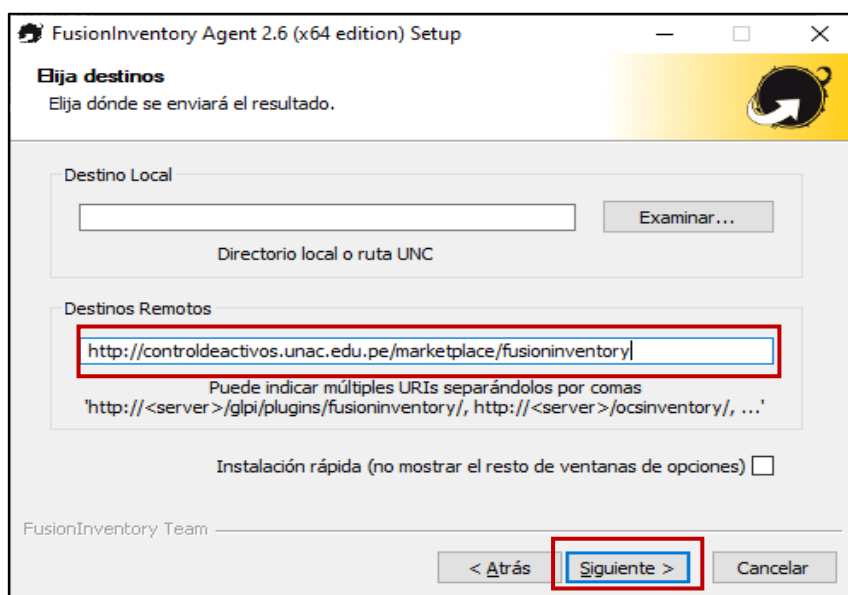 FusionInventory Agent 2.6 (x64 edition) Setup
Elija destinos
Elija dónde se enviará el resultado.
Destino Local
Examinar...
Directorio local o ruta UNC
Destinos Remotos
http://controldeactivos.unac.edu.pe/marketplace/fusioninventory
Puede indicar múltiples URIs separándolos por comas
'http://<server>/glpi/plugins/fusioninventory/, http://<server>/ocsinventory/, ...'
Instalación rápida (no mostrar el resto de ventanas de opciones)
FusionInventory Team
< Atrás Siguiente > Cancelar